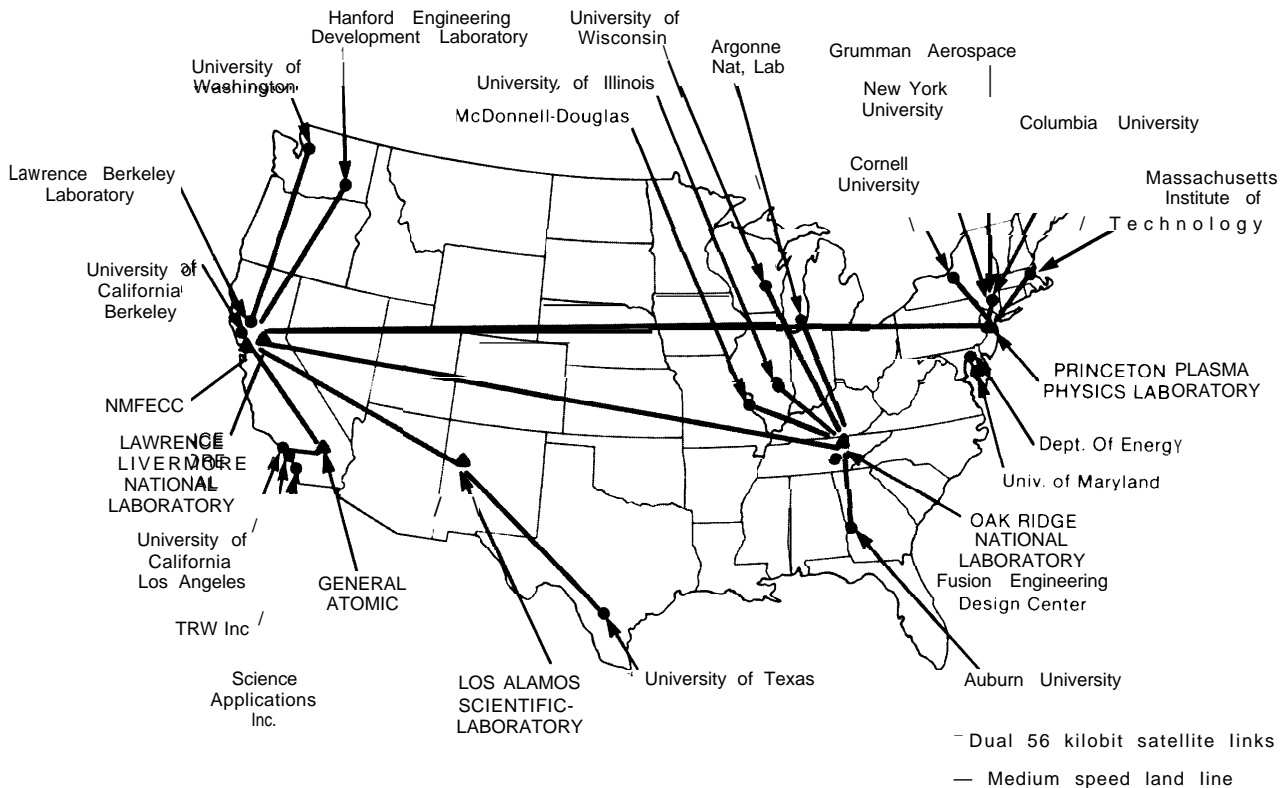 Hanford Engineering
Development Laboratory
University of
Wisconsin
Argonne
Nat, Lab
Grumman Aerospace
University of
Washington
University, of Illinois
McDonnell-Douglas
New York
University
Columbia University
Lawrence Berkeley
Laboratory
Cornell
University
Massachusetts
Institute of
Technology
University of
California
Berkeley
PRINCETON PLASMA
PHYSICS LABORATORY
NMFECC
LAWRENCE
LIVERMORE
NATIONAL
LABORATORY
Dept. Of Energy
Univ. of Maryland
University of
California
Los Angeles
GENERAL
ATOMIC
OAK RIDGE
NATIONAL
LABORATORY
Fusion Engineering
Design Center
TRW Inc
Science
Applications
Inc.
LOS ALAMOS
SCIENTIFIC-
LABORATORY
University of Texas
Auburn University
Dual 56 kilobit satellite links
— Medium speed land line